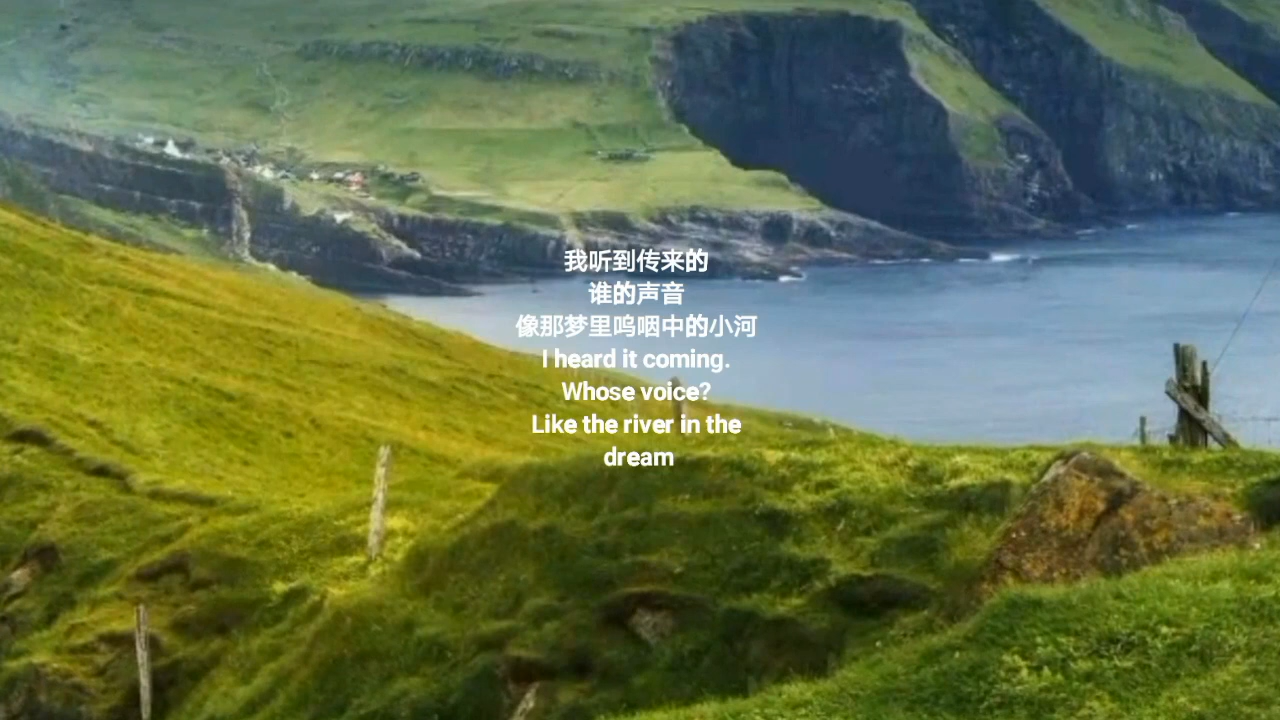 我听到传来的
谁的声音
像那梦里呜咽中的小河
I heard it coming.
Whose voice?
Like the river in the
dream